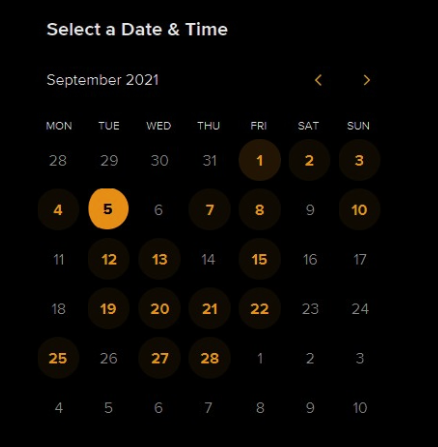 Select a Date & Time
September 2021
MON TUE WED THU FRI SAT SUN
28 29 30 31 1 2 3
4 5 6 7 8 9 10
11 12 13 14 15 16 17
18 19 20 21 22 23 24
25 26 27 28 1 2 3
4 5 6 7 8 9 10